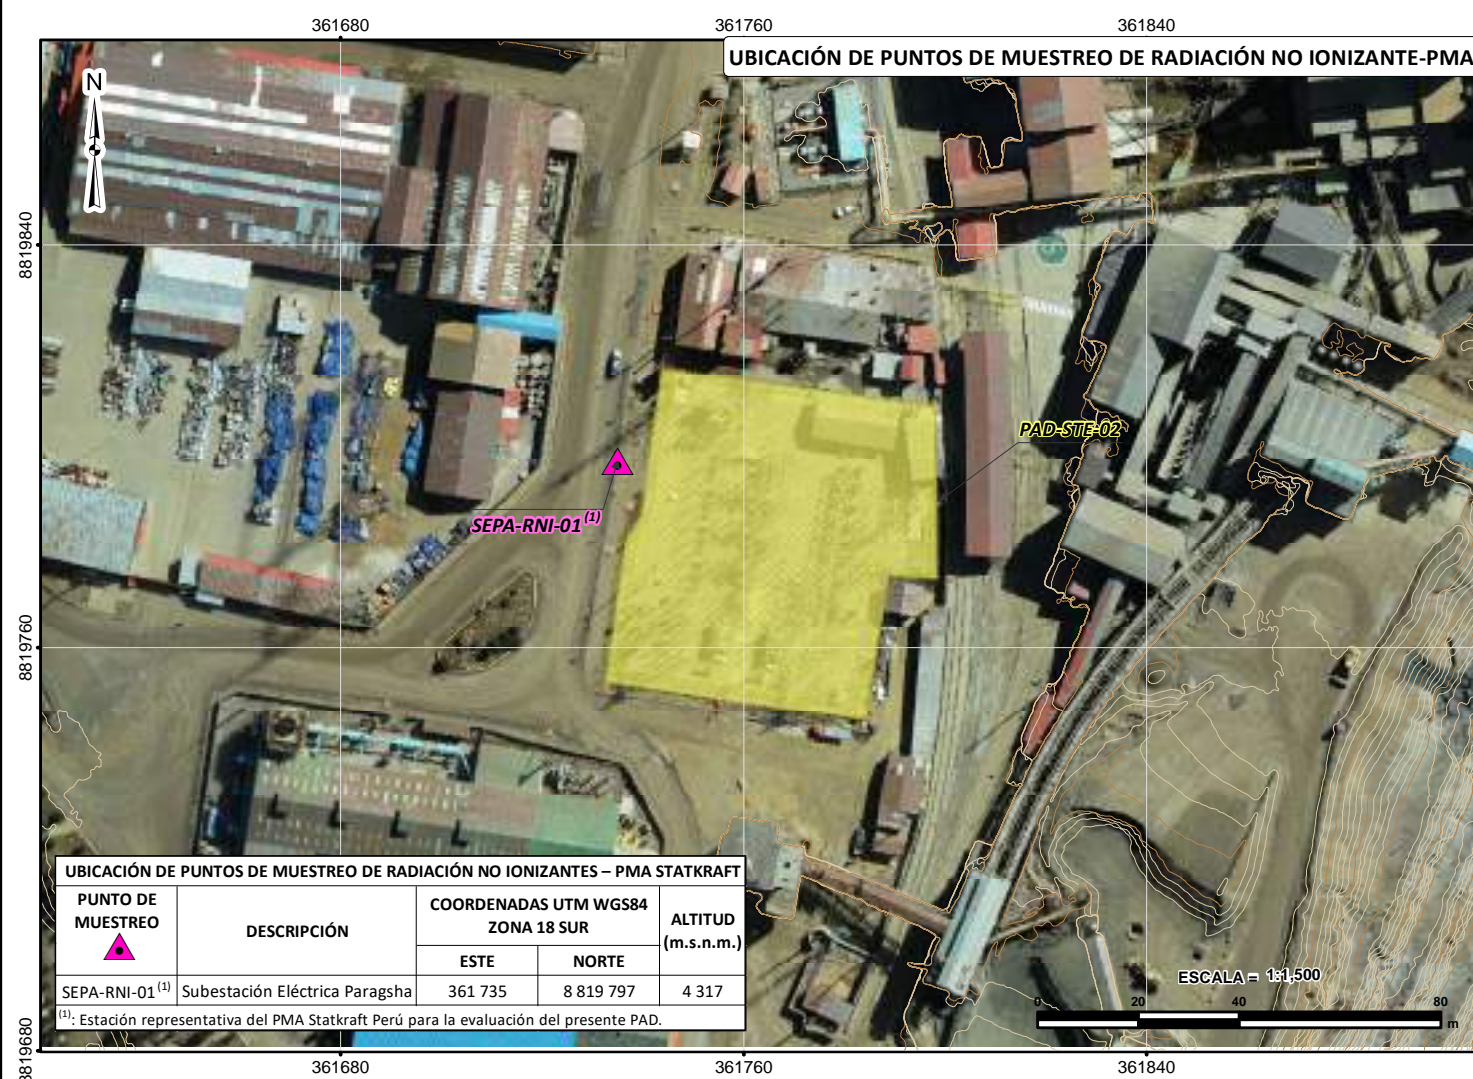 361680
361760
361840
UBICACIÓN DE PUNTOS DE MUESTREO DE RADIACIÓN NO IONIZANTE-PMA
N
8819840
PAD-STE-02
SEPA-RNI-01 (1)
8819760
UBICACIÓN DE PUNTOS DE MUESTREO DE RADIACIÓN NO IONIZANTES – PMA STATKRAFT
PUNTO DE
MUESTREO
DESCRIPCIÓN
COORDENADAS UTM WGS84
ZONA 18 SUR
ALTITUD
(m.s.n.m.)
ESTE
NORTE
SEPA-RNI-01 (1)
Subestación Eléctrica Paragsha
361 735
8 819 797
4 317
(1): Estación representativa del PMA Statkraft Perú para la evaluación del presente PAD.
ESCALA = 1:1,500
0
20
40
80
m
8819680
361680
361760
361840